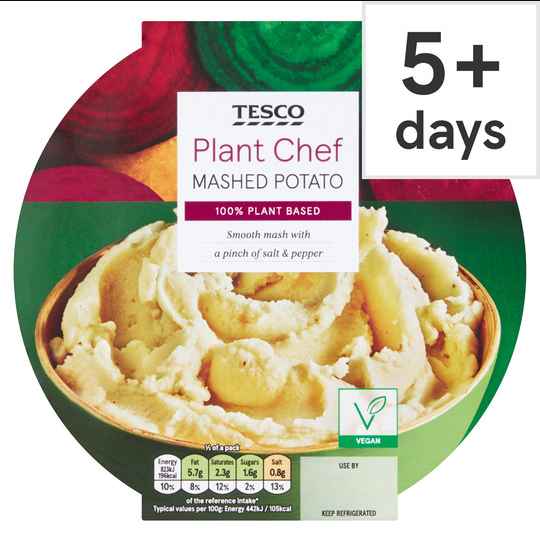 5+
days
TESCO
Plant Chef
MASHED POTATO
100% PLANT BASED
Smooth mash with
a pinch of salt & pepper
VEGAN
½ of a pack
Energy Fat Saturates Sugars Salt
823kJ 5.7g 2.3g 1.6g 0.8g
196kcal
10% 8% 12% 2% 13%
of the reference intake*
Typical values per 100g: Energy 442kJ / 105kcal
USE BY
KEEP REFRIGERATED